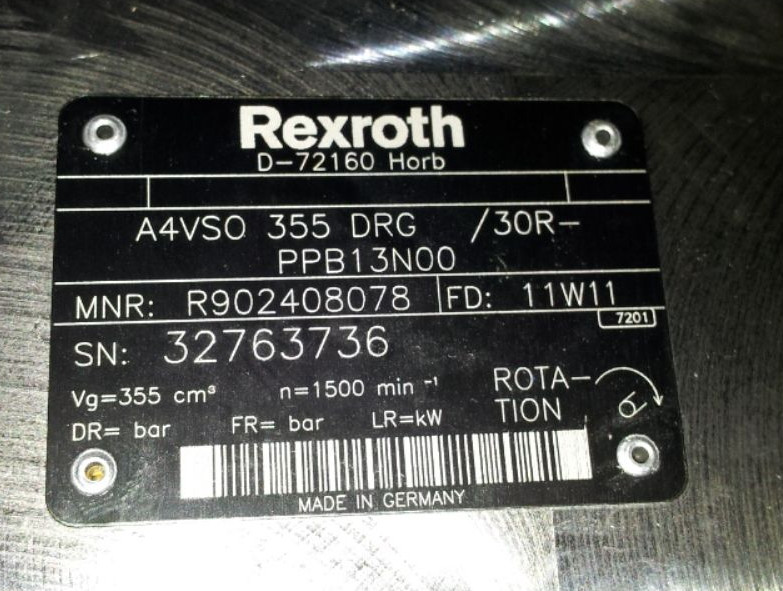 Rexroth
D-72160 Horb
A4VSO 355 DRG /30R-
PPB13N00
MNR: R902408078 FD: 11W11
7201
SN: 32763736
Vg=355 cm³ n=1500 min⁻¹
ROTA-
TION
DR= bar FR= bar LR=kW
MADE IN GERMANY